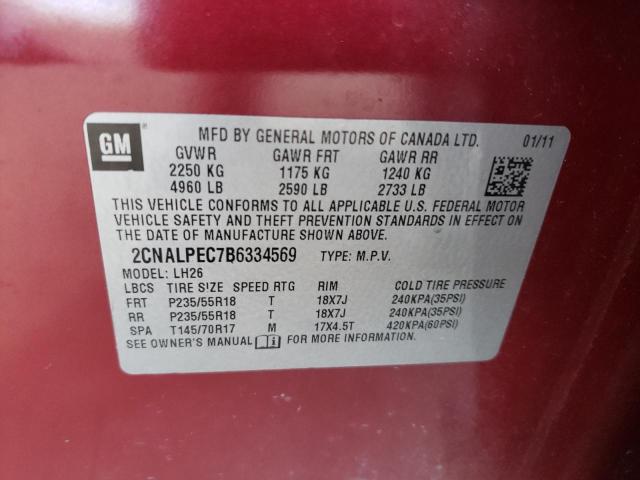 GM
MFD BY GENERAL MOTORS OF CANADA LTD. 01/11
GVWR GAWR FRT GAWR RR
2250 KG 1175 KG 1240 KG
4960 LB 2590 LB 2733 LB
THIS VEHICLE CONFORMS TO ALL APPLICABLE U.S. FEDERAL MOTOR
VEHICLE SAFETY AND THEFT PREVENTION STANDARDS IN EFFECT ON
THE DATE OF MANUFACTURE SHOWN ABOVE.
2CNALPEC7B6334569 TYPE: M.P.V.
MODEL: LH26
LBCS TIRE SIZE SPEED RTG RIM COLD TIRE PRESSURE
FRT P235/55R18 T 18X7J 240KPA(35PSI)
RR P235/55R18 T 18X7J 240KPA(35PSI)
SPA T145/70R17 M 17X4.5T 420KPA(60PSI)
SEE OWNER'S MANUAL FOR MORE INFORMATION.